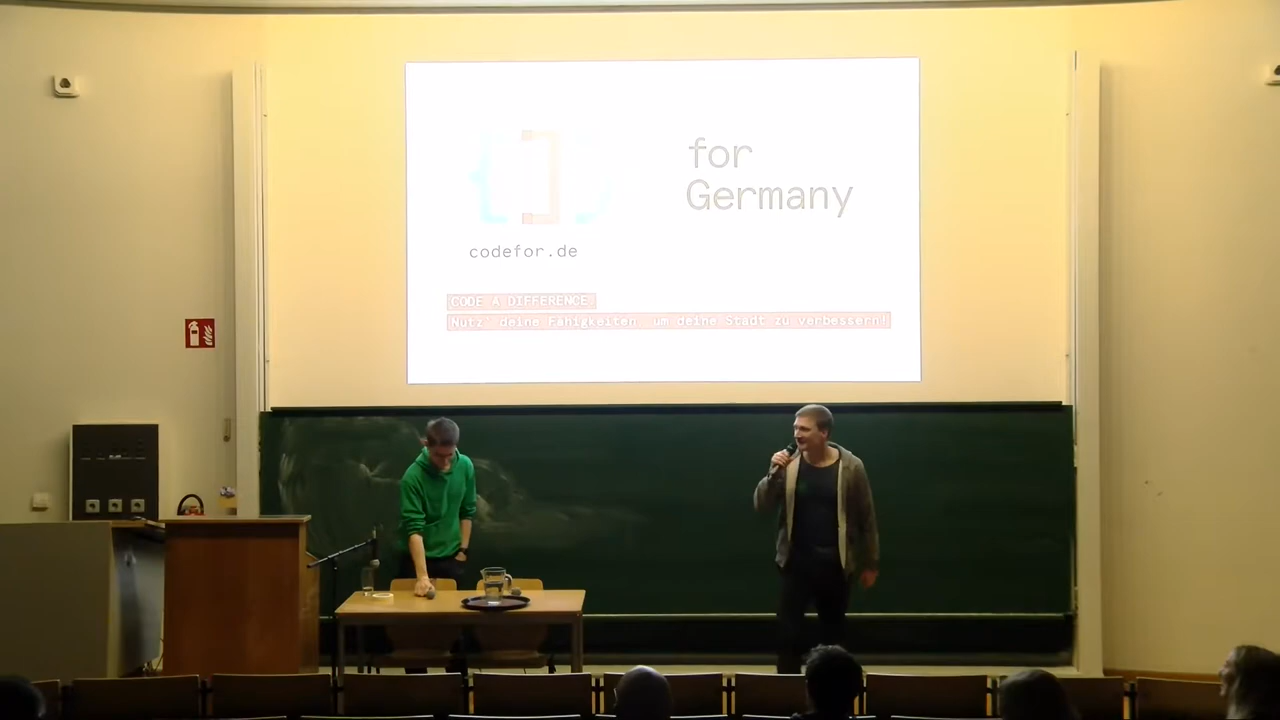 for
Germany
codefor.de
CODE A DIFFERENCE.
Nutz' deine Fähigkeiten um deine Stadt zu verbessern!